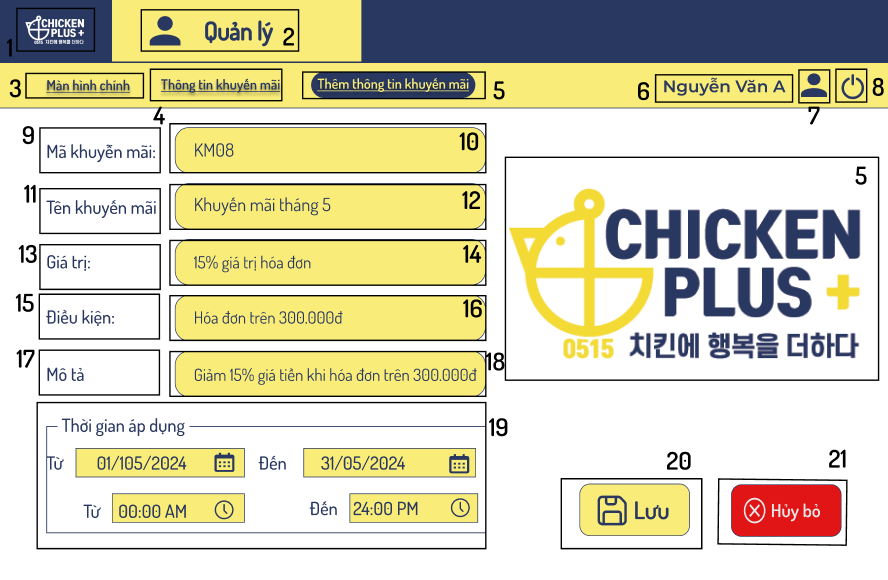 CHICKEN
PLUS +
0515 치킨에 행복을 더하다
1
Quản lý 2
3 Màn hình chính
Thông tin khuyến mãi
4
Thêm thông tin khuyến mãi 5
6 Nguyễn Văn A
7
8
9 Mã khuyến mãi:
KM08 10
11 Tên khuyến mãi
Khuyến mãi tháng 5 12
13 Giá trị:
15% giá trị hóa đơn 14
15 Điều kiện:
Hóa đơn trên 300.000đ 16
17 Mô tả
Giảm 15% giá tiền khi hóa đơn trên 300.000đ 18
5
CHICKEN
PLUS +
0515 치킨에 행복을 더하다
Thời gian áp dụng 19
Từ 01/105/2024 Đến 31/05/2024
Từ 00:00 AM Đến 24:00 PM
20
Lưu
21
Hủy bỏ